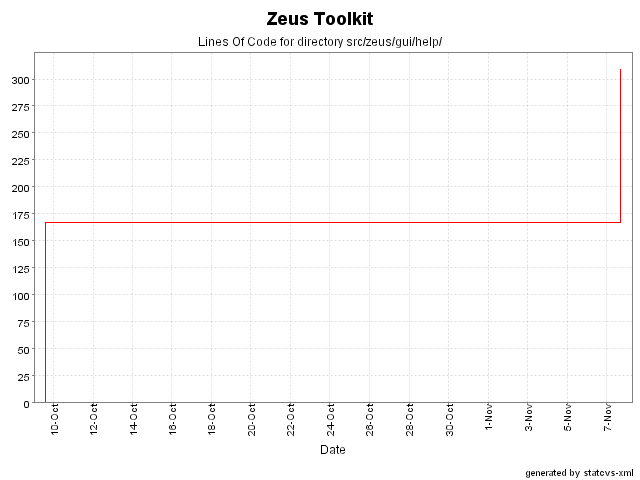 Zeus Toolkit
Lines Of Code for directory src/zeus/gui/help/
300
275
250
225
200
175
150
125
100
75
50
25
0
10-Oct
12-Oct
14-Oct
16-Oct
18-Oct
20-Oct
22-Oct
24-Oct
26-Oct
28-Oct
30-Oct
1-Nov
3-Nov
5-Nov
7-Nov
Date
generated by statcvs-xml